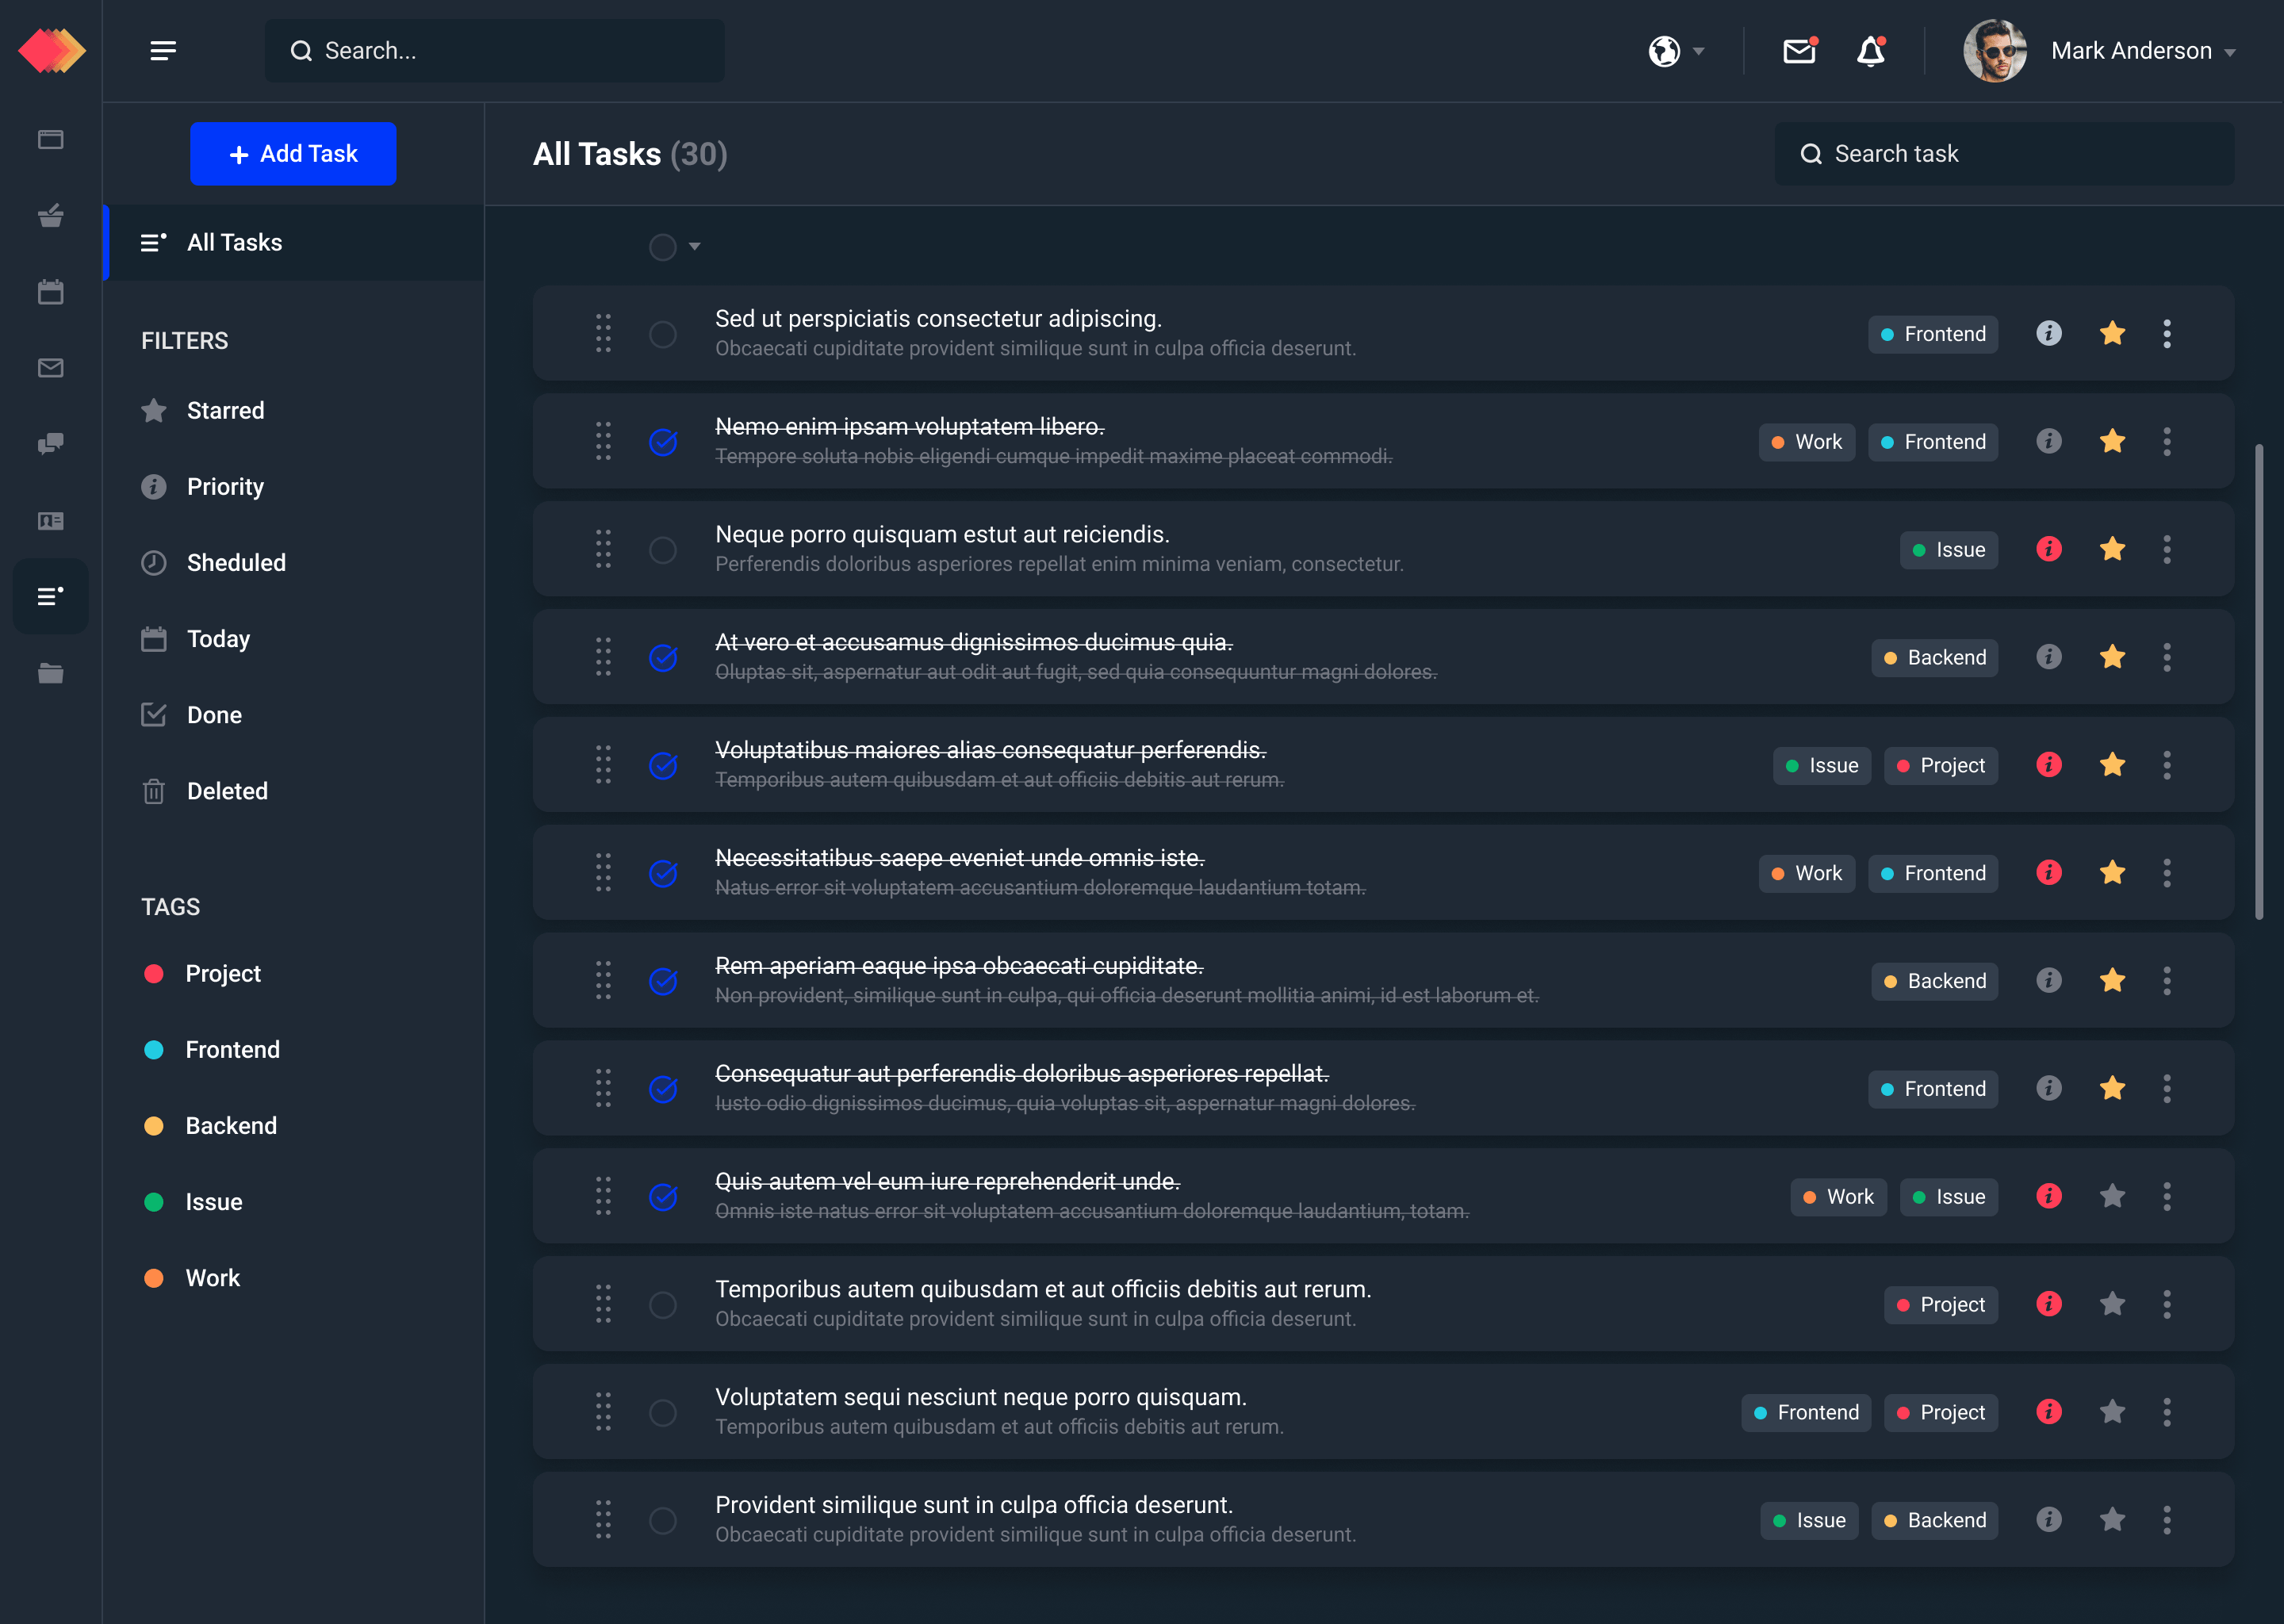 Search...
Mark Anderson
Add Task
All Tasks (30)
Search task
All Tasks
FILTERS
Starred
Priority
Sheduled
Today
Done
Deleted
TAGS
Project
Frontend
Backend
Issue
Work
Sed ut perspiciatis consectetur adipiscing.
Obcaecati cupiditate provident similique sunt in culpa officia deserunt.
Frontend
Nemo enim ipsam voluptatem libero.
Tempore soluta nobis eligendi cumque impedit maxime placeat commodi.
Work Frontend
Neque porro quisquam estut aut reiciendis.
Perferendis doloribus asperiores repellat enim minima veniam, consectetur.
Issue
At vero et accusamus dignissimos ducimus quia.
Oluptas sit, aspernatur aut odit aut fugit, sed quia consequuntur magni dolores.
Backend
Voluptatibus maiores alias consequatur perferendis.
Temporibus autem quibusdam et aut officiis debitis aut rerum.
Issue Project
Necessitatibus saepe eveniet unde omnis iste.
Natus error sit voluptatem accusantium doloremque laudantium totam.
Work Frontend
Rem aperiam eaque ipsa obcaecati cupiditate.
Non provident, similique sunt in culpa, qui officia deserunt mollitia animi, id est laborum et.
Backend
Consequatur aut perferendis doloribus asperiores repellat.
Iusto odio dignissimos ducimus, quia voluptas sit, aspernatur magni dolores.
Frontend
Quis autem vel eum iure reprehenderit unde.
Omnis iste natus error sit voluptatem accusantium doloremque laudantium, totam.
Work Issue
Temporibus autem quibusdam et aut officiis debitis aut rerum.
Obcaecati cupiditate provident similique sunt in culpa officia deserunt.
Project
Voluptatem sequi nesciunt neque porro quisquam.
Temporibus autem quibusdam et aut officiis debitis aut rerum.
Frontend Project
Provident similique sunt in culpa officia deserunt.
Obcaecati cupiditate provident similique sunt in culpa officia deserunt.
Issue Backend